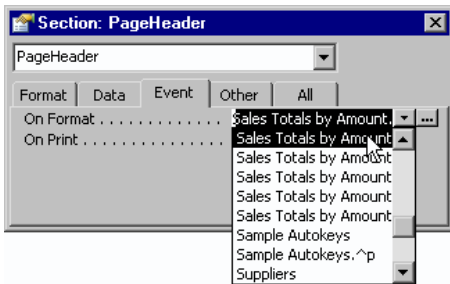 Section: PageHeader
PageHeader
Format Data Event Other All
On Format . . . . . . . . . . . . . Sales Totals by Amount. ...
On Print . . . . . . . . . . . . . . . Sales Totals by Amount
Sales Totals by Amount
Sales Totals by Amount
Sales Totals by Amount
Sales Totals by Amount
Sample Autokeys
Sample Autokeys.^p
Suppliers